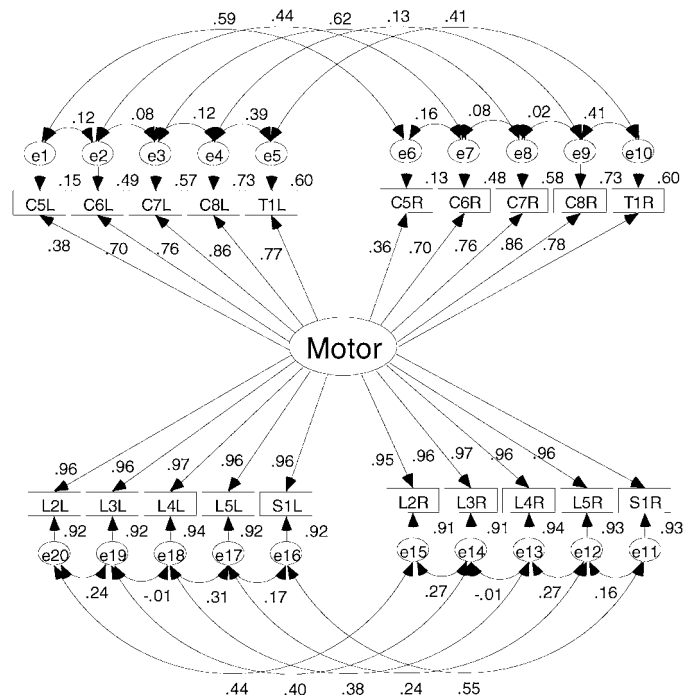 .59 .44 .62 .13 .41
.12 .08 .12 .39 .16 .08 .02 .41
e1 e2 e3 e4 e5 e6 e7 e8 e9 e10
.15 .49 .57 .73 .60 .13 .48 .58 .73 .60
C5L C6L C7L C8L T1L C5R C6R C7R C8R T1R
.38 .70 .76 .86 .77 .36 .70 .76 .86 .78
Motor
.96 .96 .97 .96 .96 .95 .96 .97 .96 .96
L2L L3L L4L L5L S1L L2R L3R L4R L5R S1R
.92 .92 .94 .92 .92 .91 .91 .94 .93 .93
e20 e19 e18 e17 e16 e15 e14 e13 e12 e11
.24 -.01 .31 .17 .27 -.01 .27 .16
.44 .40 .38 .24 .55